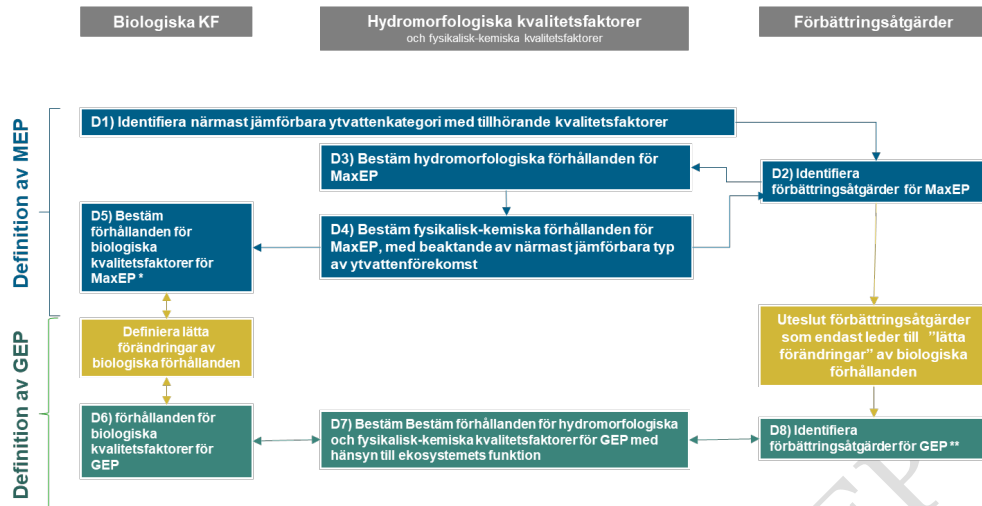 Biologiska KF
Hydromorfologiska kvalitetsfaktorer
och fysikalisk-kemiska kvalitetsfaktorer
Förbättringsåtgärder
Definition av MEP
D1) Identifiera närmast jämförbara ytvattenkategori med tillhörande kvalitetsfaktorer
D3) Bestäm hydromorfologiska förhållanden för
MaxEP
D2) Identifiera
förbättringsåtgärder för MaxEP
D5) Bestäm
förhållanden för
biologiska
kvalitetsfaktorer för
MaxEP *
D4) Bestäm fysikalisk-kemiska förhållanden för
MaxEP, med beaktande av närmast jämförbara typ
av ytvattenförekomst
Definition av GEP
Definiera lätta
förändringar av
biologiska förhållanden
Uteslut förbättringsåtgärder
som endast leder till ”lätta
förändringar” av biologiska
förhållanden
D6) förhållanden för
biologiska
kvalitetsfaktorer för
GEP
D7) Bestäm Bestäm förhållanden för hydromorfologiska
och fysikalisk-kemiska kvalitetsfaktorer för GEP med
hänsyn till ekosystemets funktion
D8) Identifiera
förbättringsåtgärder för GEP **